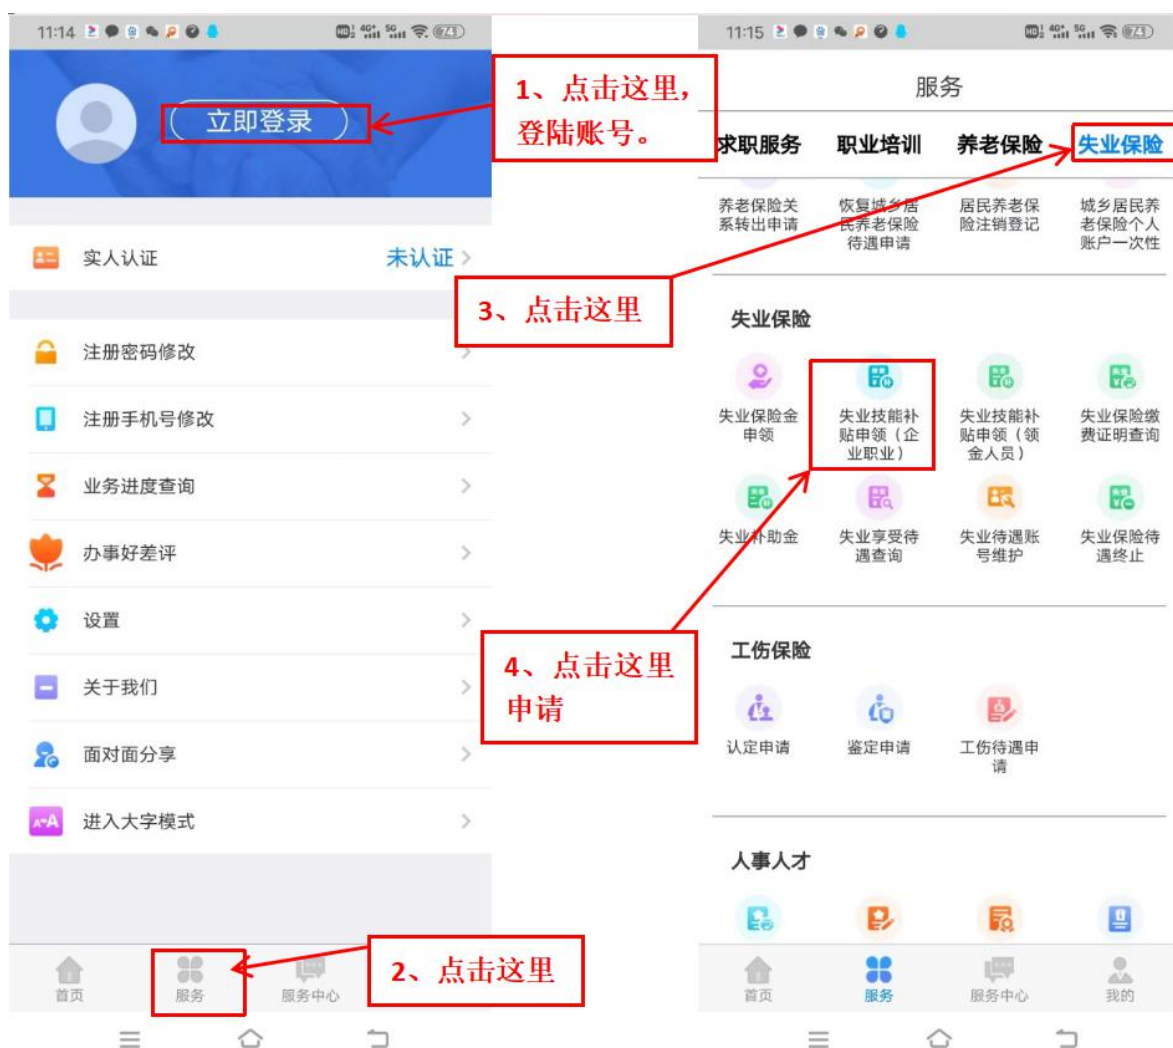 11:14
HD 1 2 4G+ 5G 74
立即登录
1、点击这里，
登陆账号。
实人认证
未认证
注册密码修改
注册手机号修改
业务进度查询
办事好差评
设置
关于我们
面对面分享
A A 进入大字模式
首页
服务
服务中心
2、点击这里
11:15
HD 1 2 4G+ 5G 74
服务
求职服务
职业培训
养老保险
失业保险
养老保险关
系转出申请
恢复城乡居
民养老保险
待遇申请
居民养老保
险注销登记
城乡居民养
老保险个人
账户一次性
3、点击这里
失业保险
失业保险金
申领
失业技能补
贴申领（企
业职业）
失业技能补
贴申领（领
金人员）
失业保险缴
费证明查询
失业补助金
失业享受待
遇查询
失业待遇账
号维护
失业保险待
遇终止
4、点击这里
申请
工伤保险
认定申请
鉴定申请
工伤待遇申
请
人事人才
首页
服务
服务中心
我的